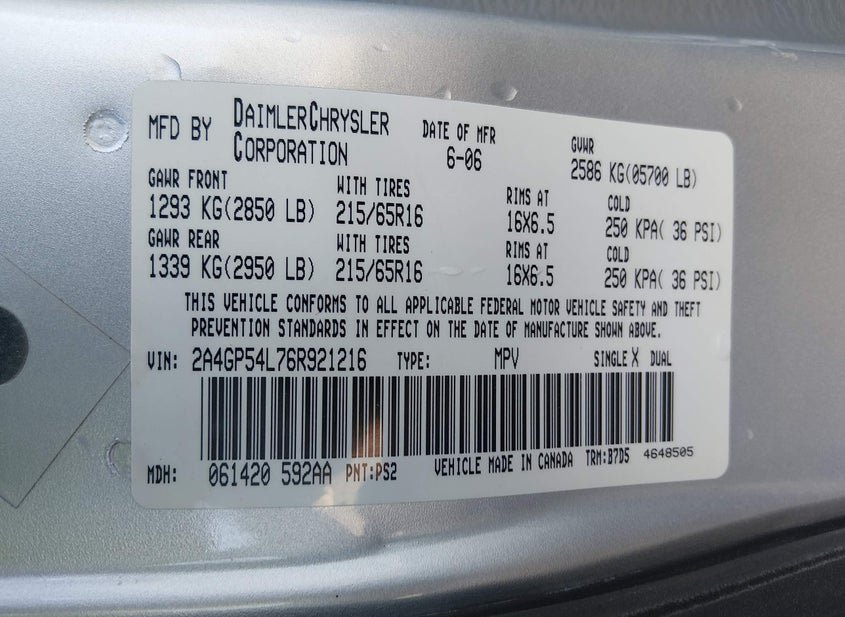 MFD BY DAIMLERCHRYSLER CORPORATION DATE OF MFR 6-06 GVWR 2586 KG(05700 LB)
GAWR FRONT WITH TIRES RIMS AT COLD
1293 KG(2850 LB) 215/65R16 16X6.5 250 KPA( 36 PSI)
GAWR REAR WITH TIRES RIMS AT COLD
1339 KG(2950 LB) 215/65R16 16X6.5 250 KPA( 36 PSI)
THIS VEHICLE CONFORMS TO ALL APPLICABLE FEDERAL MOTOR VEHICLE SAFETY AND THEFT
PREVENTION STANDARDS IN EFFECT ON THE DATE OF MANUFACTURE SHOWN ABOVE.
VIN: 2A4GP54L76R921216 TYPE: MPV SINGLE X DUAL
MDH: 061420 592AA PNT:PS2 VEHICLE MADE IN CANADA TRM:B7D5 4648505